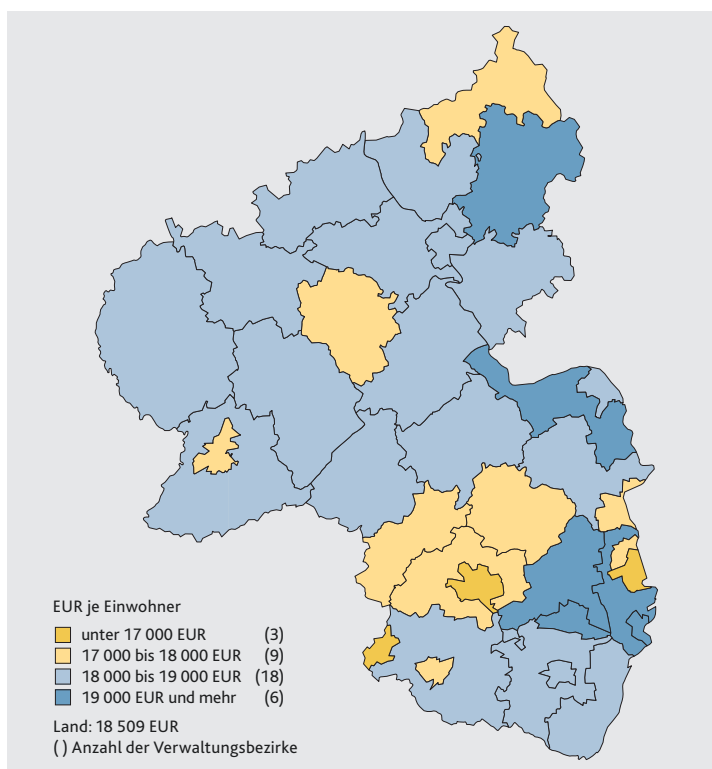 EUR je Einwohner
unter 17 000 EUR (3)
17 000 bis 18 000 EUR (9)
18 000 bis 19 000 EUR (18)
19 000 EUR und mehr (6)
Land: 18 509 EUR
( ) Anzahl der Verwaltungsbezirke